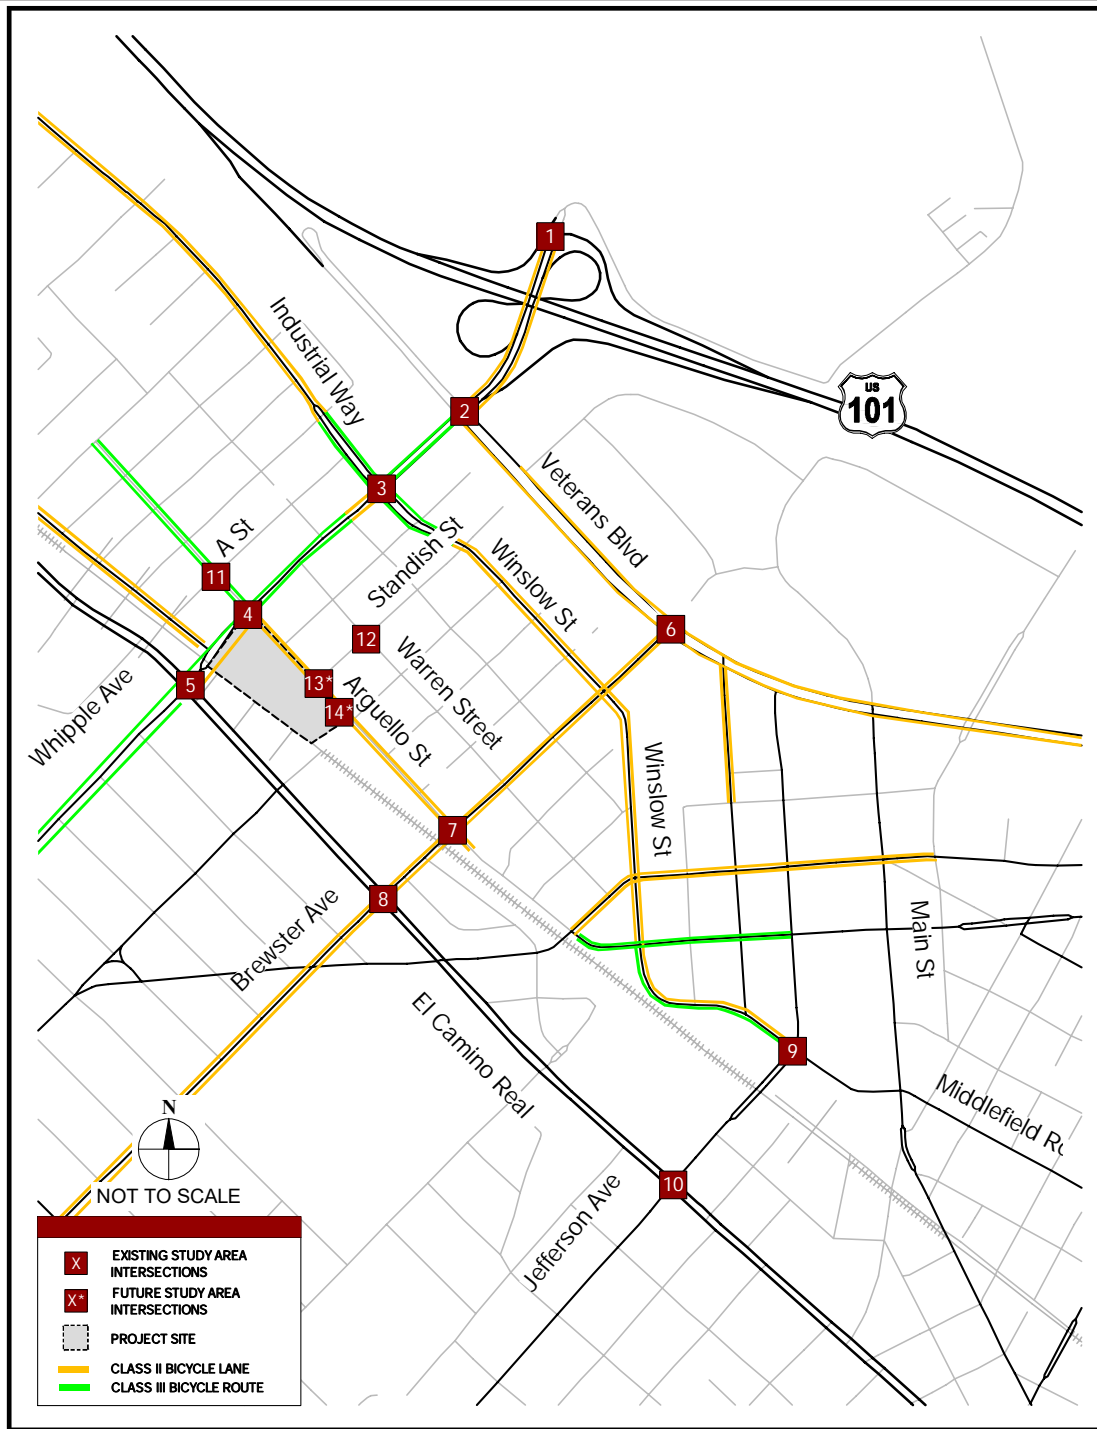 1
Industrial Way
US
101
2
Veterans Blvd
3
A St
Standish St
Winslow St
11
4
12
6
Warren Street
13*
5
Whipple Ave
Arguello St
14*
Winslow St
7
8
Brewster Ave
Main St
El Camino Real
9
Middlefield R
N
NOT TO SCALE
10
Jefferson Ave
X
EXISTING STUDY AREA
INTERSECTIONS
X*
FUTURE STUDY AREA
INTERSECTIONS
PROJECT SITE
CLASS II BICYCLE LANE
CLASS III BICYCLE ROUTE